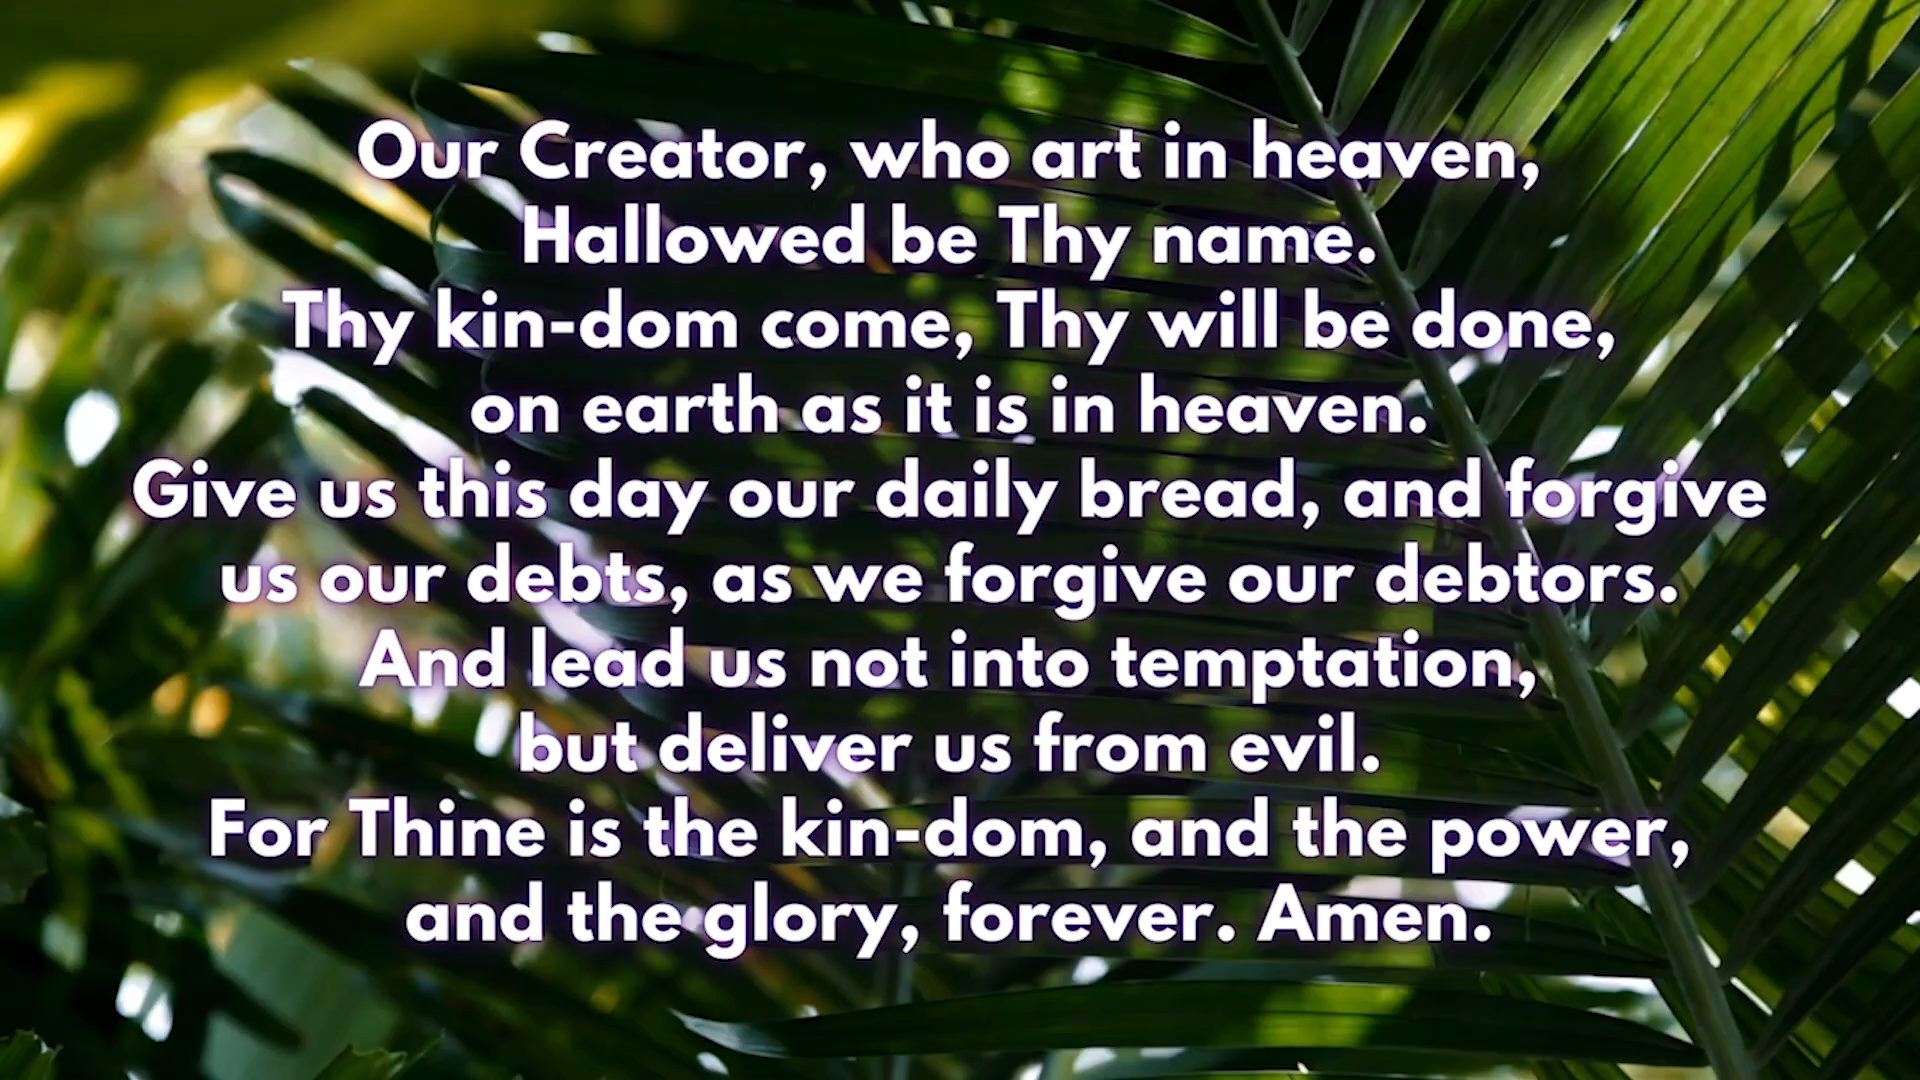 Our Creator, who art in heaven,
Hallowed be Thy name.
Thy kin-dom come, Thy will be done,
on earth as it is in heaven.
Give us this day our daily bread, and forgive
us our debts, as we forgive our debtors.
And lead us not into temptation,
but deliver us from evil.
For Thine is the kin-dom, and the power,
and the glory, forever. Amen.